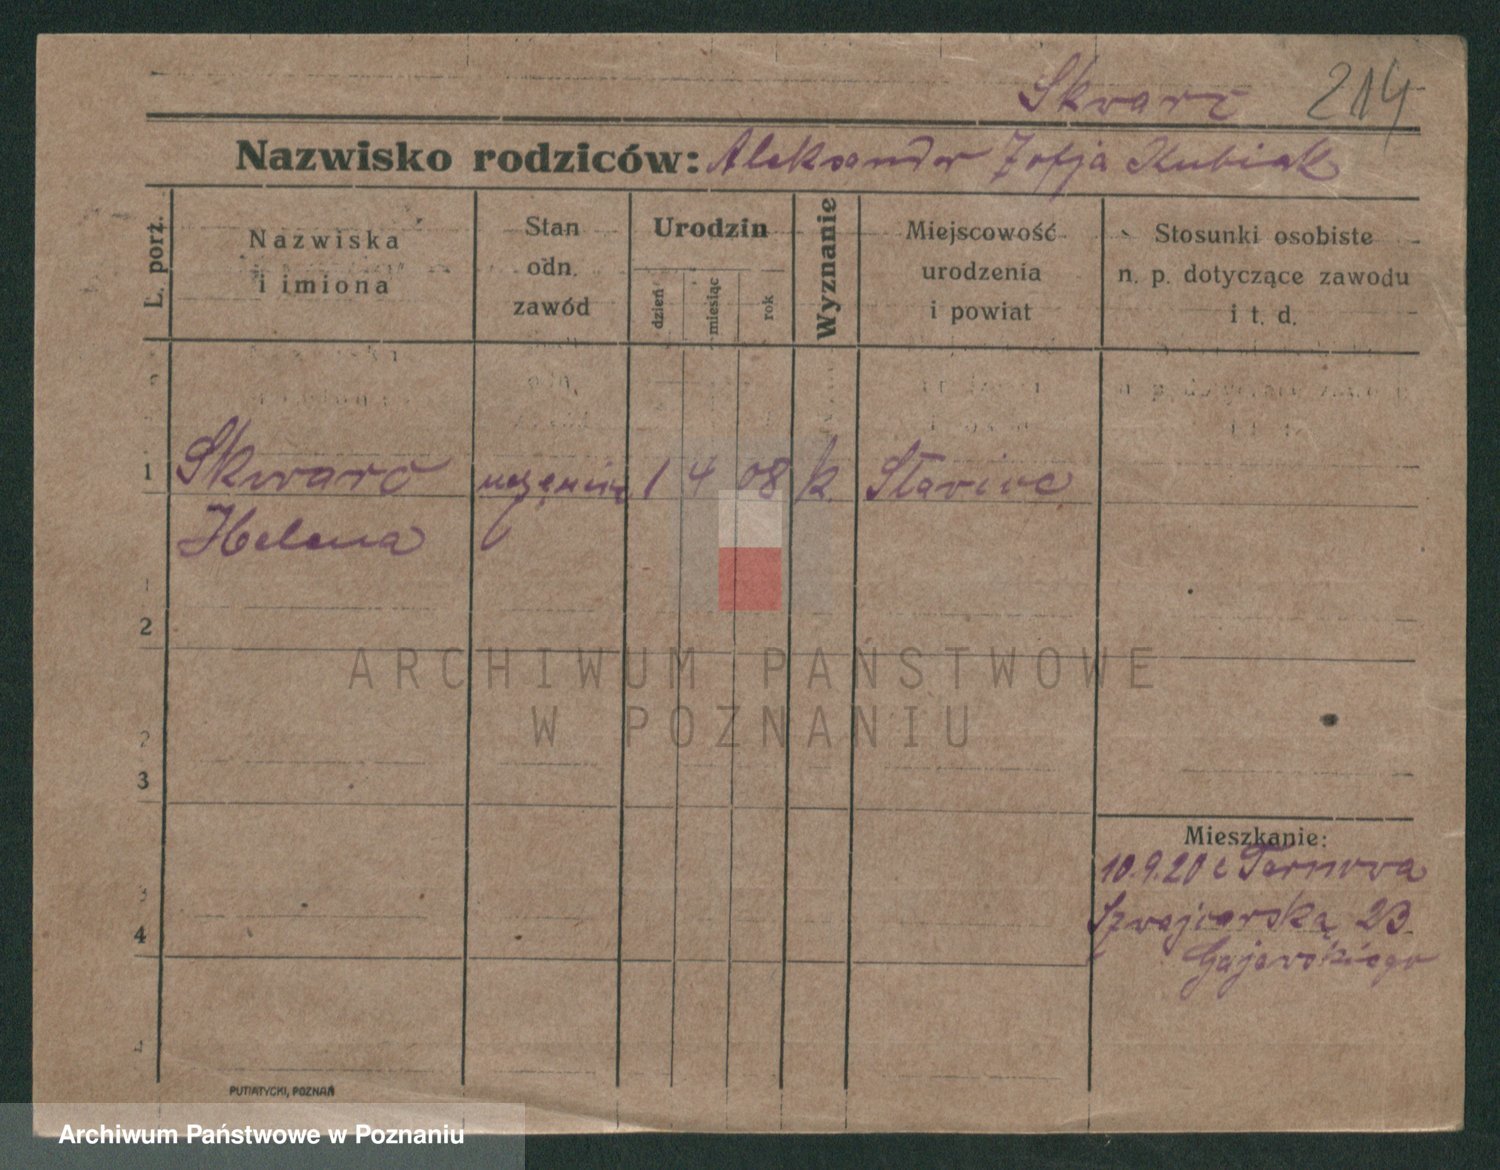 Skwarc 214
Nazwisko rodziców: Aleksander Zofja Kubiak
L. porz.
Nazwiska
i imiona
Stan
odn.
zawód
Urodzin
dzień
miesiąc
rok
Wyznanie
Miejscowość
urodzenia
i powiat
Stosunki osobiste
n. p. dotyczące zawodu
i t. d.
1 Skwarc uczenica 1 4 08 k.
Helena
2
3
4
Mieszkanie:
10.9.20 z Tarnowa
Szwajcarska 23
Gajewskiego
PUTIATYCKI, POZNAŃ
ARCHIWUM PAŃSTWOWE
W POZNANIU
Archiwum Państwowe w Poznaniu